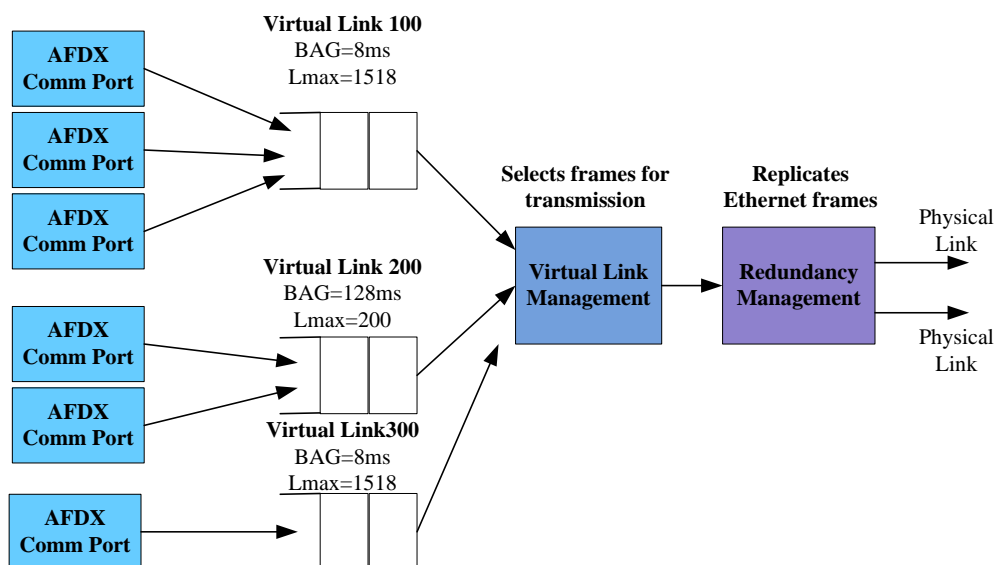 Virtual Link 100
BAG=8ms
Lmax=1518
AFDX
Comm Port
AFDX
Comm Port
AFDX
Comm Port
Selects frames for
transmission
Replicates
Ethernet frames
Physical
Link
Virtual Link
Management
Redundancy
Management
Physical
Link
Virtual Link 200
BAG=128ms
Lmax=200
AFDX
Comm Port
AFDX
Comm Port
Virtual Link300
BAG=8ms
Lmax=1518
AFDX
Comm Port